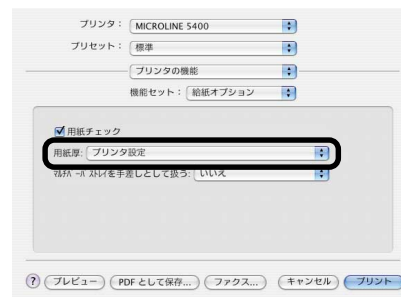 プリンタ： MICROLINE 5400
プリセット： 標準
プリンタの機能
機能セット： 給紙オプション
用紙チェック
用紙厚： プリンタ設定
ﾏﾙﾁﾊﾟｰﾊﾟｽﾄﾚｲを手差しとして扱う： いいえ
? プレビュー PDF として保存... ファクス... キャンセル プリント